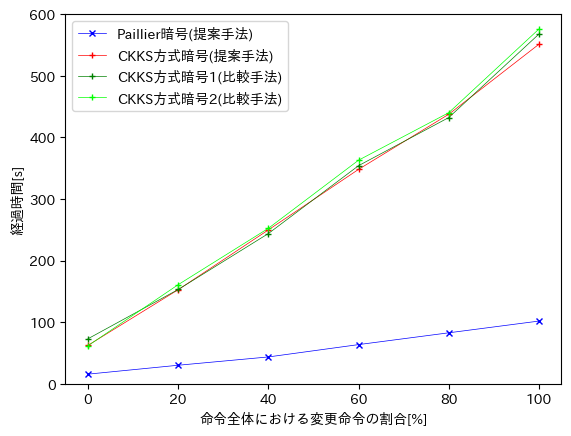 Paillier暗号(提案手法)
CKKS方式暗号(提案手法)
CKKS方式暗号1(比較手法)
CKKS方式暗号2(比較手法)
経過時間[s]
600
500
400
300
200
100
0
0 20 40 60 80 100
命令全体における変更命令の割合[%]